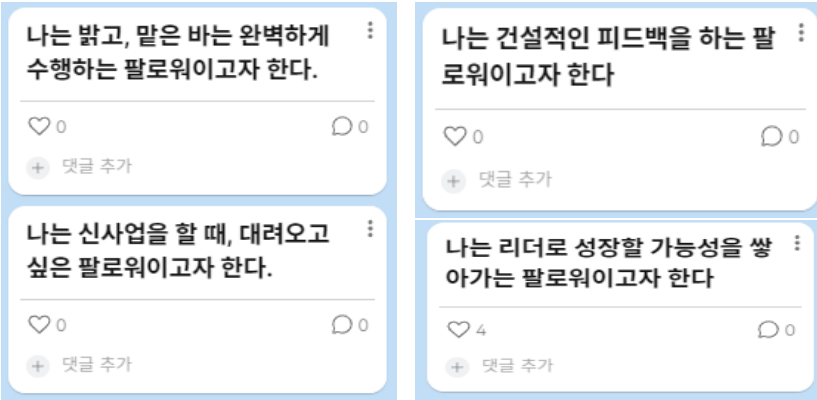 나는 밝고, 맡은 바는 완벽하게
수행하는 팔로워이고자 한다.
0
0
+ 댓글 추가
나는 신사업을 할 때, 대려오고
싶은 팔로워이고자 한다.
0
0
+ 댓글 추가
나는 건설적인 피드백을 하는 팔
로워이고자 한다
0
0
+ 댓글 추가
나는 리더로 성장할 가능성을 쌓
아가는 팔로워이고자 한다
4
0
+ 댓글 추가